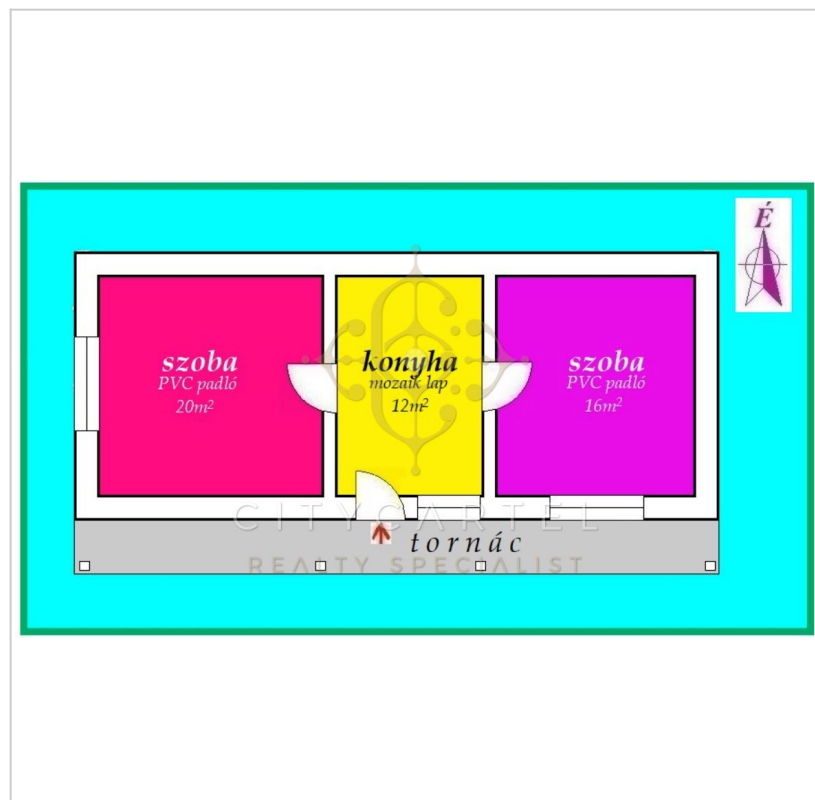 É
szoba
PVC padló
20m²
konyha
mozaik lap
12m²
szoba
PVC padló
16m²
CITYCARTEL
tornác
REALTY SPECIALIST